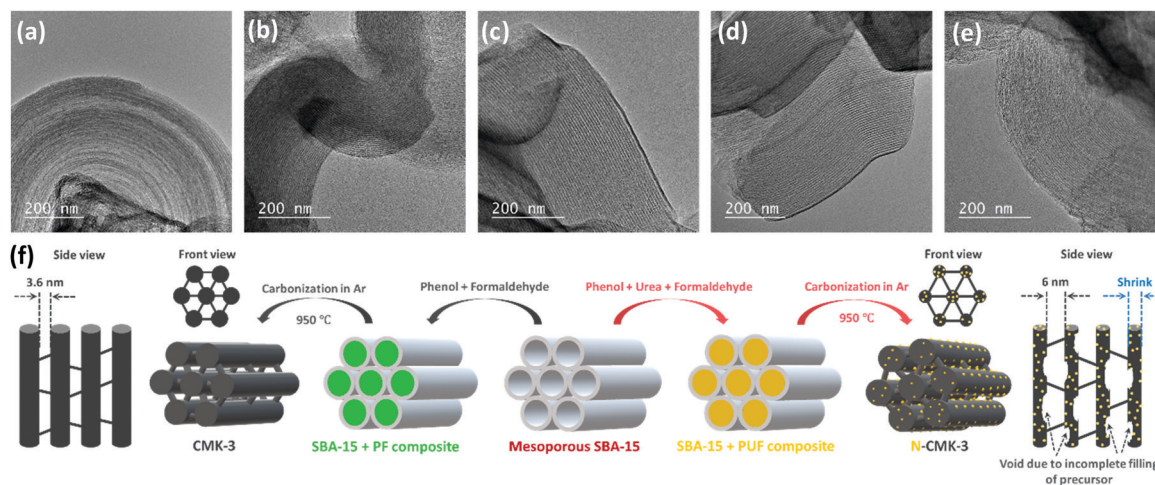 (a)
(b)
(c)
(d)
(e)
200 nm
200 nm
200 nm
200 nm
200 nm
(f)
Side view
Front view
Front view
Side view
3.6 nm
Carbonization in Ar
950 °C
Phenol + Formaldehyde
Phenol + Urea + Formaldehyde
Carbonization in Ar
950 °C
6 nm
Shrink
CMK-3
SBA-15 + PF composite
Mesoporous SBA-15
SBA-15 + PUF composite
N-CMK-3
Void due to incomplete filling
of precursor